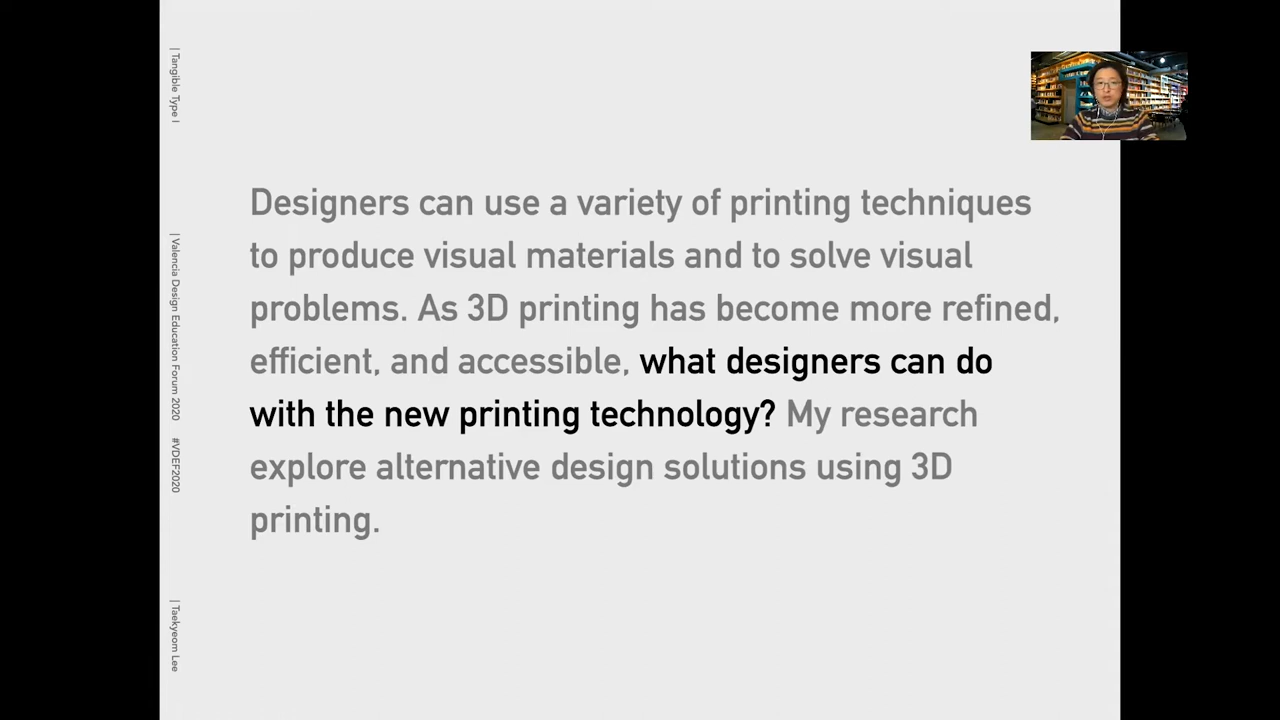 | Tangible Type I
| Valencia Design Education Forum 2020 #VDEF2020
| Taekyeom Lee
Designers can use a variety of printing techniques
to produce visual materials and to solve visual
problems. As 3D printing has become more refined,
efficient, and accessible, what designers can do
with the new printing technology? My research
explore alternative design solutions using 3D
printing.